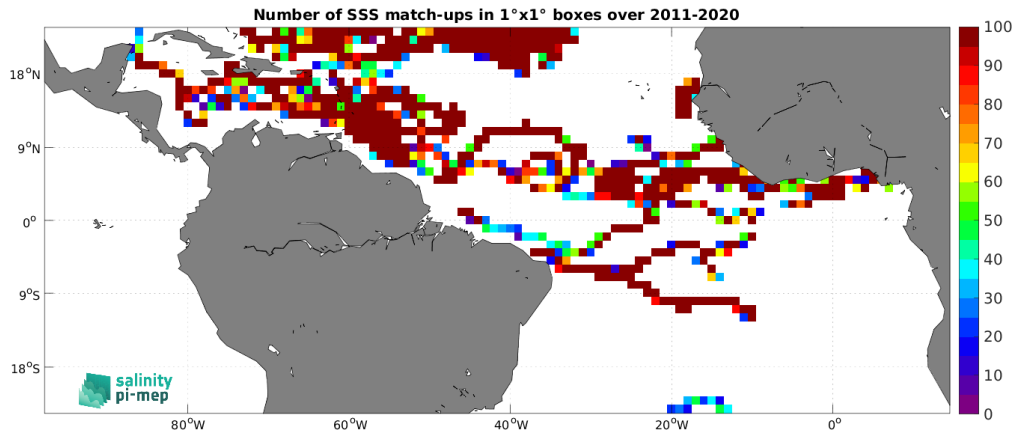 Number of SSS match-ups in 1°x1° boxes over 2011-2020
18°N
9°N
0°
9°S
18°S
80°W
60°W
40°W
20°W
0°
100
90
80
70
60
50
40
30
20
10
0
salinity
pi-mep